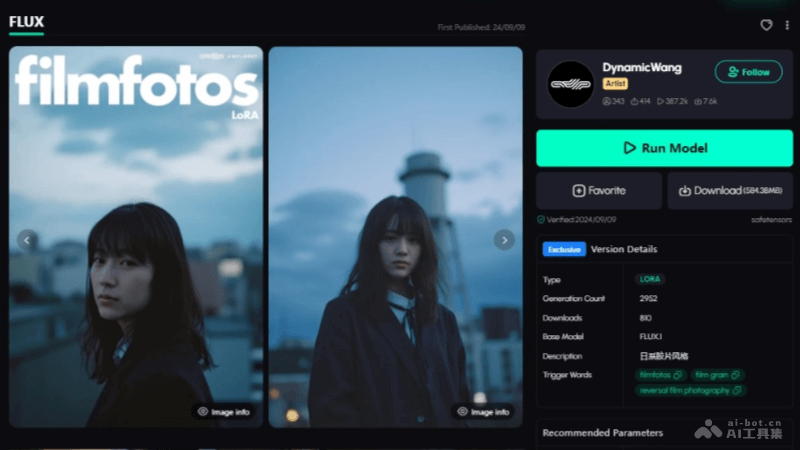 FLUX
First Published: 24/09/09
filmfotos
LoRA
Image info
Image info
DynamicWang
Artist
Follow
343 414 387.2k 7.6k
Run Model
Favorite
Download (584.38MB)
Verified:2024/09/09
safetensors
Exclusive Version Details
Type LORA
Generation Count 2952
Downloads 810
Base Model FLUX.1
Description 日系胶片风格
Trigger Words filmfotos film grain
reversal film photography
Recommended Parameters
ai-bot.cn
AI工具集